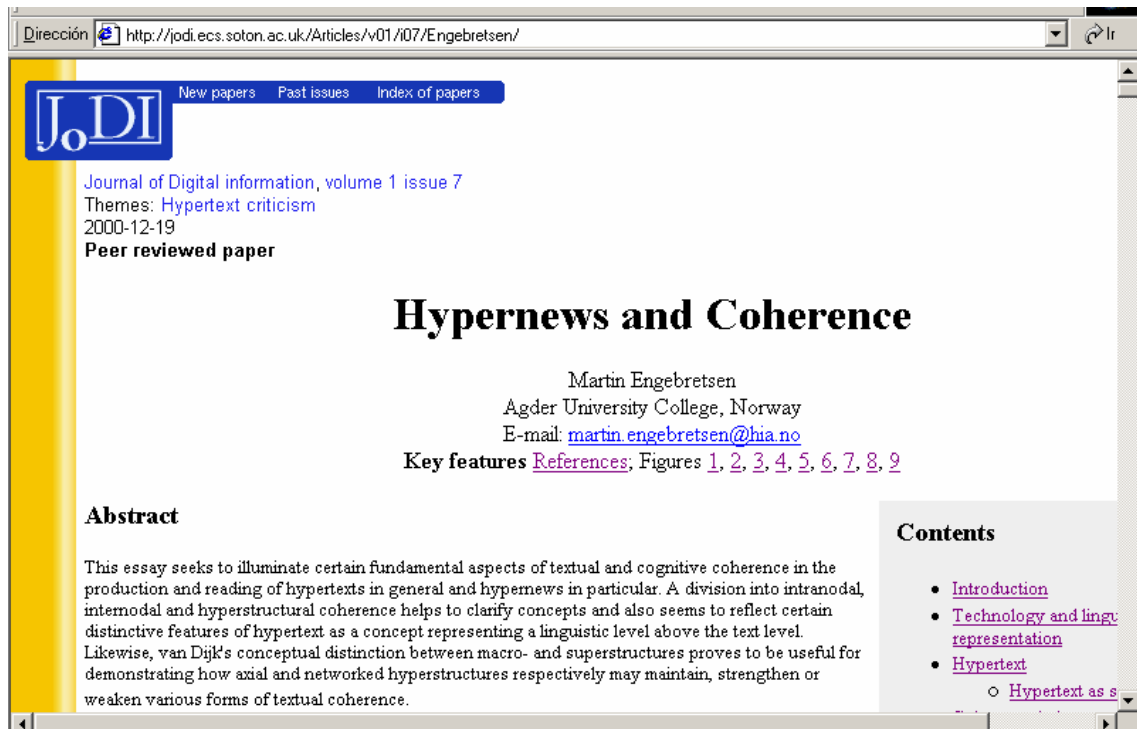 Dirección http://jodi.ecs.soton.ac.uk/Articles/v01/i07/Engebretsen/ Ir
JoDI
New papers Past issues Index of papers
Journal of Digital information, volume 1 issue 7
Themes: Hypertext criticism
2000-12-19
Peer reviewed paper
Hypernews and Coherence
Martin Engebretsen
Agder University College, Norway
E-mail: martin.engebretsen@hia.no
Key features References; Figures 1, 2, 3, 4, 5, 6, 7, 8, 9
Abstract
This essay seeks to illuminate certain fundamental aspects of textual and cognitive coherence in the
production and reading of hypertexts in general and hypernews in particular. A division into intranodal,
internodal and hyperstructural coherence helps to clarify concepts and also seems to reflect certain
distinctive features of hypertext as a concept representing a linguistic level above the text level.
Likewise, van Dijk's conceptual distinction between macro- and superstructures proves to be useful for
demonstrating how axial and networked hyperstructures respectively may maintain, strengthen or
weaken various forms of textual coherence.
Contents
Introduction
Technology and lingu
representation
Hypertext
Hypertext as s